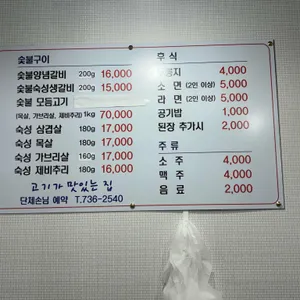 숯불구이
숯불양념갈비 200g 16,000
숯불숙성생갈비 200g 15,000
숯불 모듬고기
(목살, 가브리살, 제비추리) 1kg 70,000
숙성 삼겹살 180g 17,000
숙성 목살 180g 17,000
숙성 가브리살 160g 17,000
숙성 제비추리 180g 16,000
고기가 맛있는 집
단체손님 예약 T.736-2540
후 식
4,000
소 면 (2인 이상) 5,000
라 면 (2인 이상) 5,000
공기밥 1,000
된장 추가시 2,000
주 류
소 주 4,000
맥 주 4,000
음 료 2,000